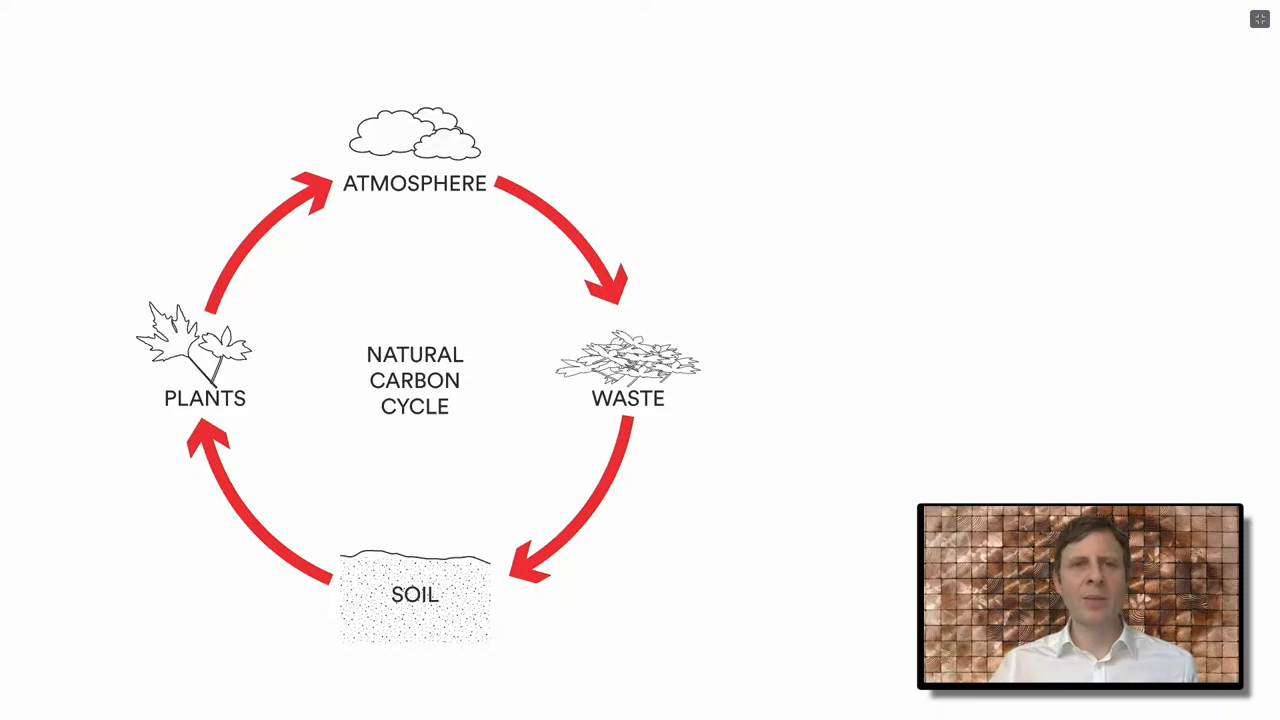 ATMOSPHERE
PLANTS
NATURAL
CARBON
CYCLE
WASTE
SOIL